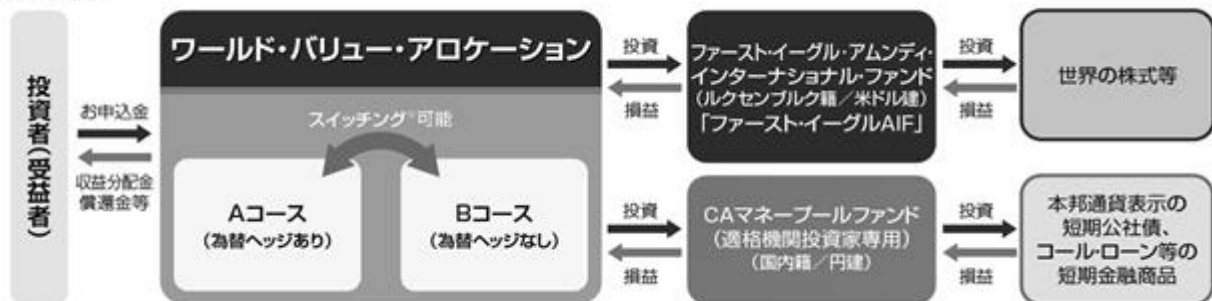 投資者(受益者)
お申込金
収益分配金
償還金等
ワールド・バリュー・アロケーション
スイッチング*可能
Aコース
(為替ヘッジあり)
Bコース
(為替ヘッジなし)
投資
損益
ファースト・イーグル・アムンディ・
インターナショナル・ファンド
(ルクセンブルク籍/米ドル建)
「ファースト・イーグルAIF」
投資
損益
世界の株式等
投資
損益
CAマネープールファンド
(適格機関投資家専用)
(国内籍/円建)
投資
損益
本邦通貨表示の
短期公社債、
コール・ローン等の
短期金融商品